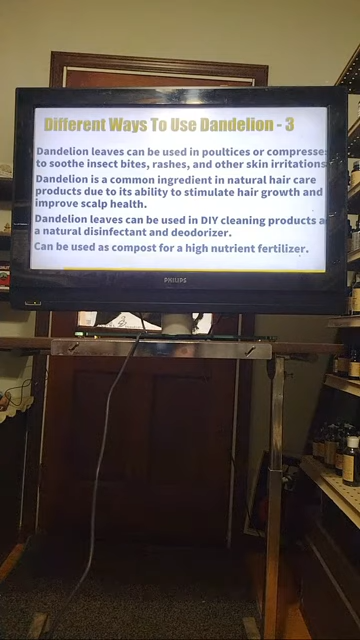 Different Ways To Use Dandelion - 3
Dandelion leaves can be used in poultices or compresses
to soothe insect bites, rashes, and other skin irritations
Dandelion is a common ingredient in natural hair care
products due to its ability to stimulate hair growth and
improve scalp health.
Dandelion leaves can be used in DIY cleaning products a
a natural disinfectant and deodorizer.
Can be used as compost for a high nutrient fertilizer.
PHILIPS